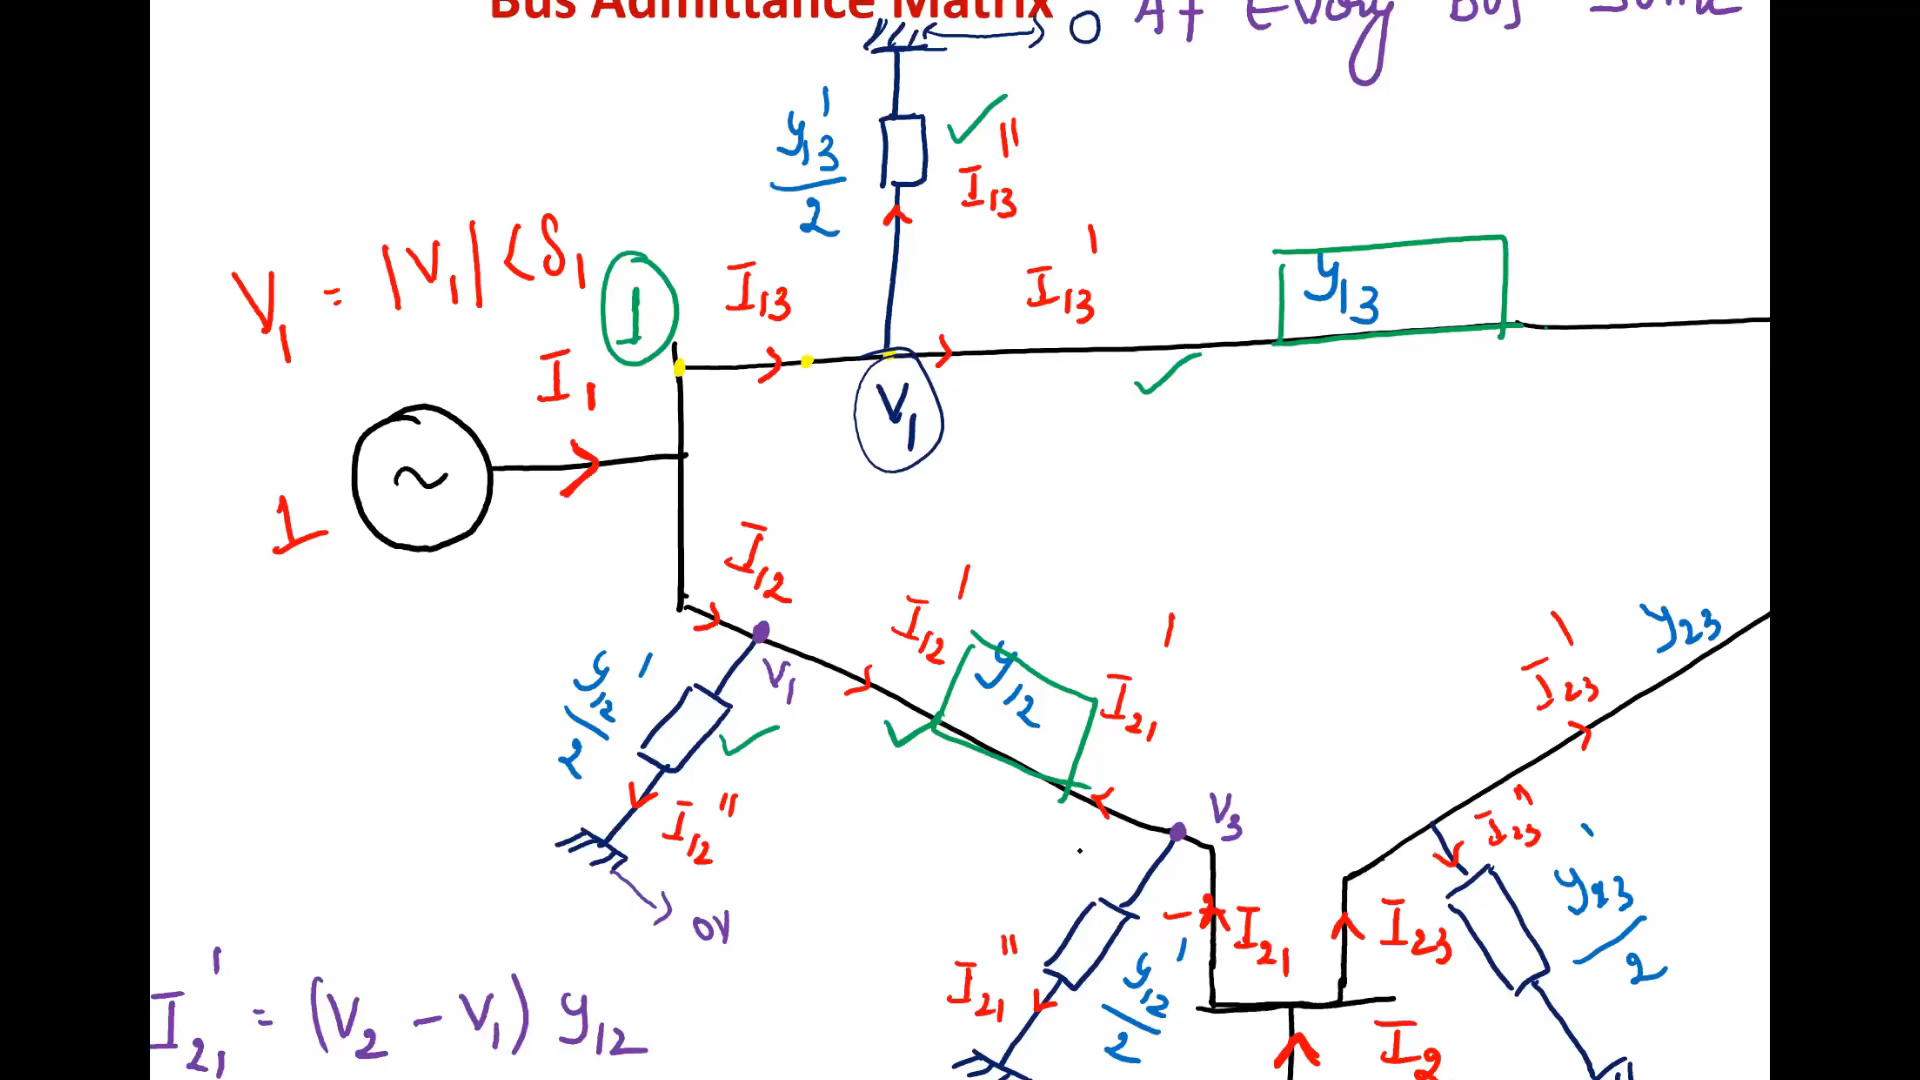 Bus Admittance Matrix
At Every Bus some
0
y13'
2
I13''
V1 = |V1| <δ1
1
I13
I13'
y13
I1
V1
1
I12
I12'
y12
I21'
I23'
y23
V1
y12'
2
I12''
V3
I23''
0V
- I21
I23
y23'
2
I21''
y12'
2
I21' = (V2 - V1) y12
I2